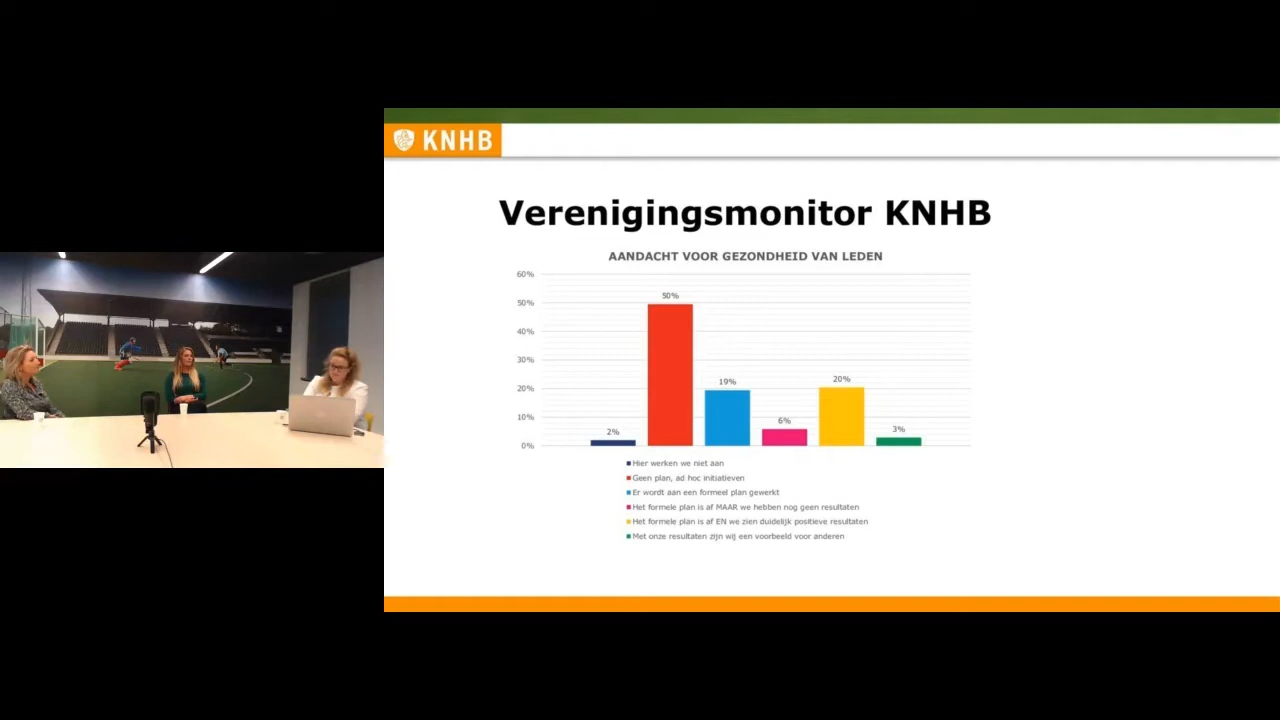 KNHB
Verenigingsmonitor KNHB
AANDACHT VOOR GEZONDHEID VAN LEDEN
60%
50%
40%
30%
20%
10%
0%
2%
50%
19%
6%
20%
3%
Hier werken we niet aan
Geen plan, ad hoc initiatieven
Er wordt aan een formeel plan gewerkt
Het formele plan is af MAAR we hebben nog geen resultaten
Het formele plan is af EN we zien duidelijk positieve resultaten
Met onze resultaten zijn wij een voorbeeld voor anderen